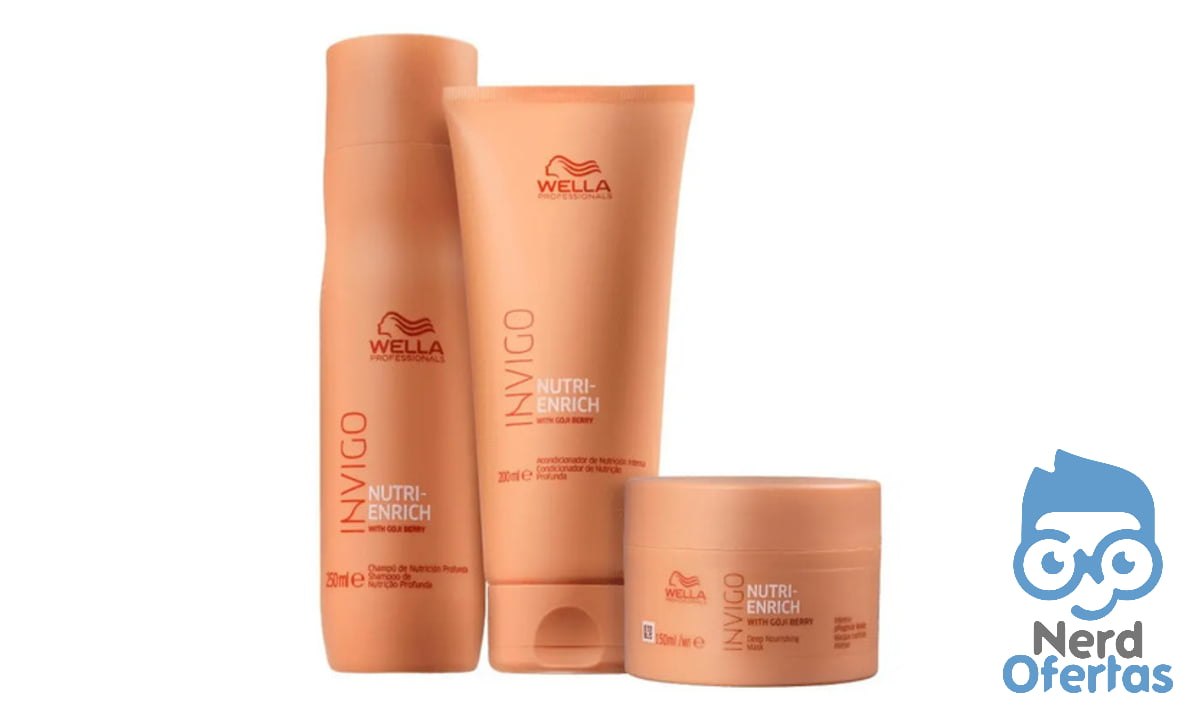 WELLA
PROFESSIONALS
INVIGO
NUTRI-
ENRICH
WITH GOJI BERRY
250ml e
Champú de Nutrición Profunda
Shampoo de
Nutrição Profunda
WELLA
PROFESSIONALS
INVIGO
NUTRI-
ENRICH
WITH GOJI BERRY
200ml e
Acondicionador de Nutrición Intensa
Condicionador de Nutrição
Profunda
WELLA
PROFESSIONALS
INVIGO
NUTRI-
ENRICH
WITH GOJI BERRY
150ml e
Deep Nourishing
Mask
Nerd
Ofertas